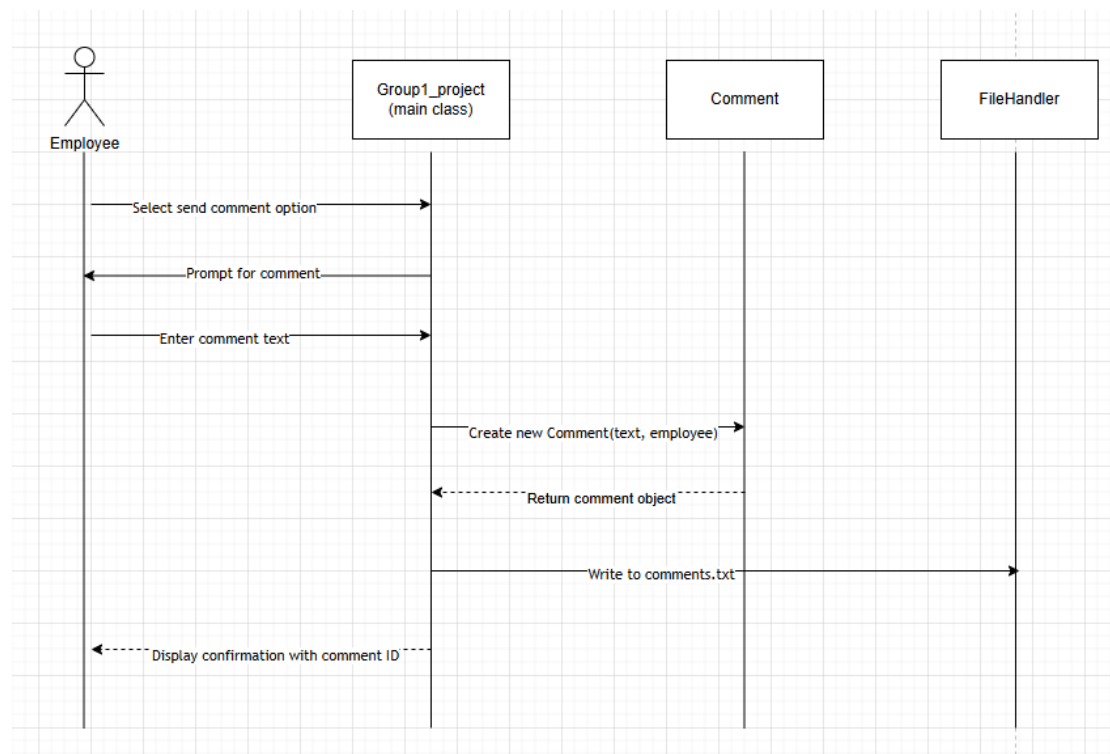 Group1_project
(main class)
Comment
FileHandler
Employee
Select send comment option
Prompt for comment
Enter comment text
Create new Comment(text, employee)
Return comment object
Write to comments.txt
Display confirmation with comment ID